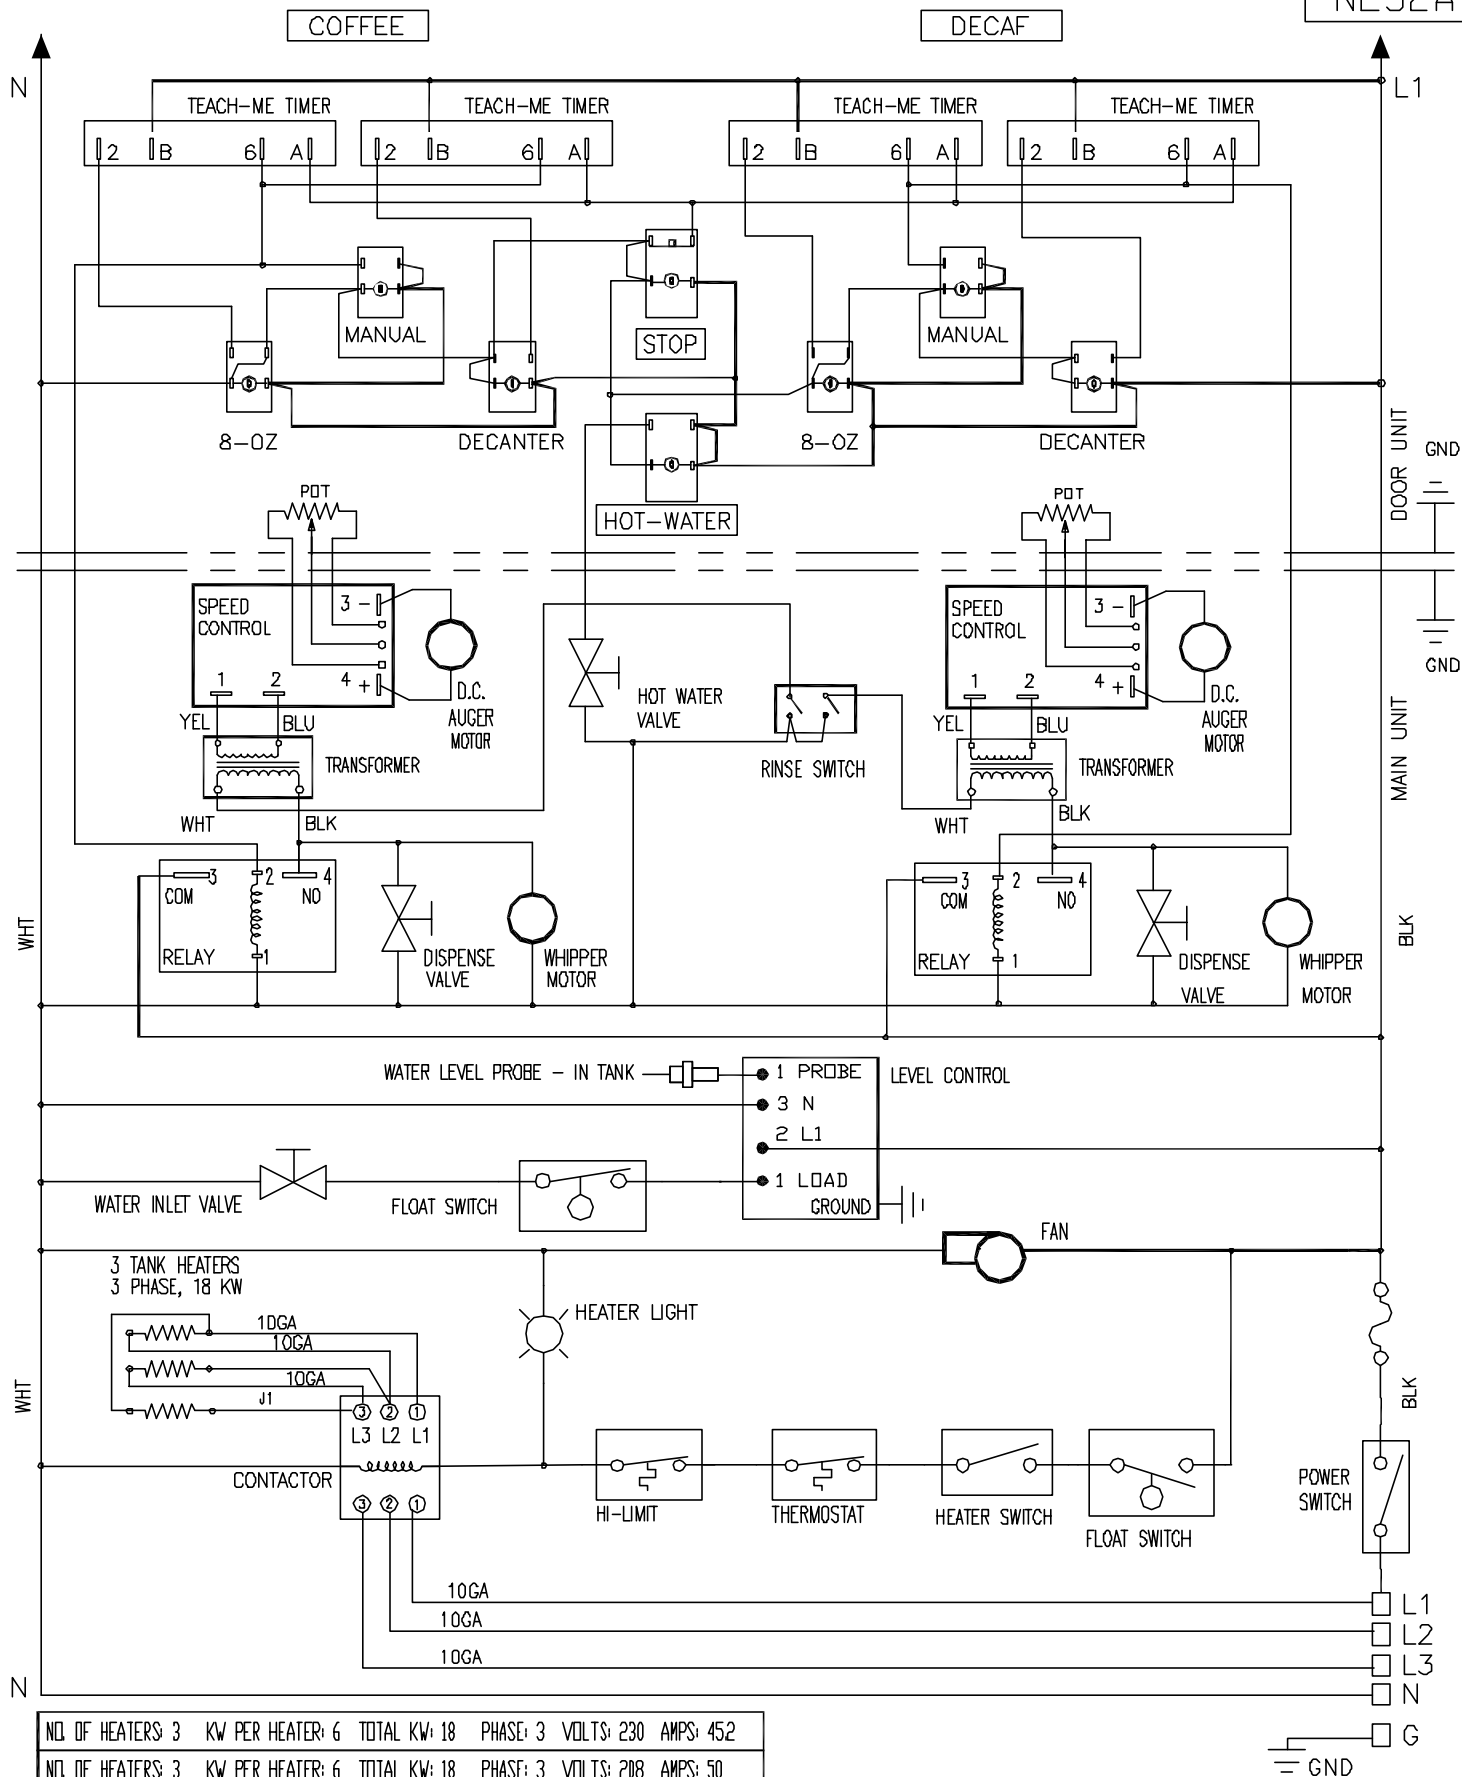 COFFEE
DECAF
N
L1
TEACH-ME TIMER
TEACH-ME TIMER
TEACH-ME TIMER
TEACH-ME TIMER
2 B 6 A
2 B 6 A
2 B 6 A
2 B 6 A
MANUAL
STOP
MANUAL
8-OZ
DECANTER
8-OZ
DECANTER
HOT-WATER
DOOR UNIT
GND
POT
POT
SPEED
CONTROL
3 -
4 +
1 2
SPEED
CONTROL
3 -
4 +
1 2
GND
MAIN UNIT
YEL
BLU
D.C.
AUGER
MOTOR
HOT WATER
VALVE
YEL
BLU
D.C.
AUGER
MOTOR
TRANSFORMER
RINSE SWITCH
TRANSFORMER
WHT
BLK
WHT
BLK
3
COM
2
4
NO
RELAY
1
3
COM
2
4
NO
RELAY
1
WHT
BLK
DISPENSE
VALVE
WHIPPER
MOTOR
DISPENSE
VALVE
WHIPPER
MOTOR
WATER LEVEL PROBE - IN TANK
1 PROBE
LEVEL CONTROL
3 N
2 L1
1 LOAD
GROUND
WATER INLET VALVE
FLOAT SWITCH
FAN
3 TANK HEATERS
3 PHASE, 18 KW
HEATER LIGHT
10GA
10GA
10GA
J1
WHT
BLK
3 2 1
L3 L2 L1
CONTACTOR
3 2 1
HI-LIMIT
THERMOSTAT
HEATER SWITCH
FLOAT SWITCH
POWER
SWITCH
10GA
L1
10GA
L2
10GA
L3
N
N
G
GND
NO. OF HEATERS: 3 KW PER HEATER: 6 TOTAL KW: 18 PHASE: 3 VOLTS: 230 AMPS: 45.2
NO. OF HEATERS: 3 KW PER HEATER: 6 TOTAL KW: 18 PHASE: 3 VOLTS: 208 AMPS: 50